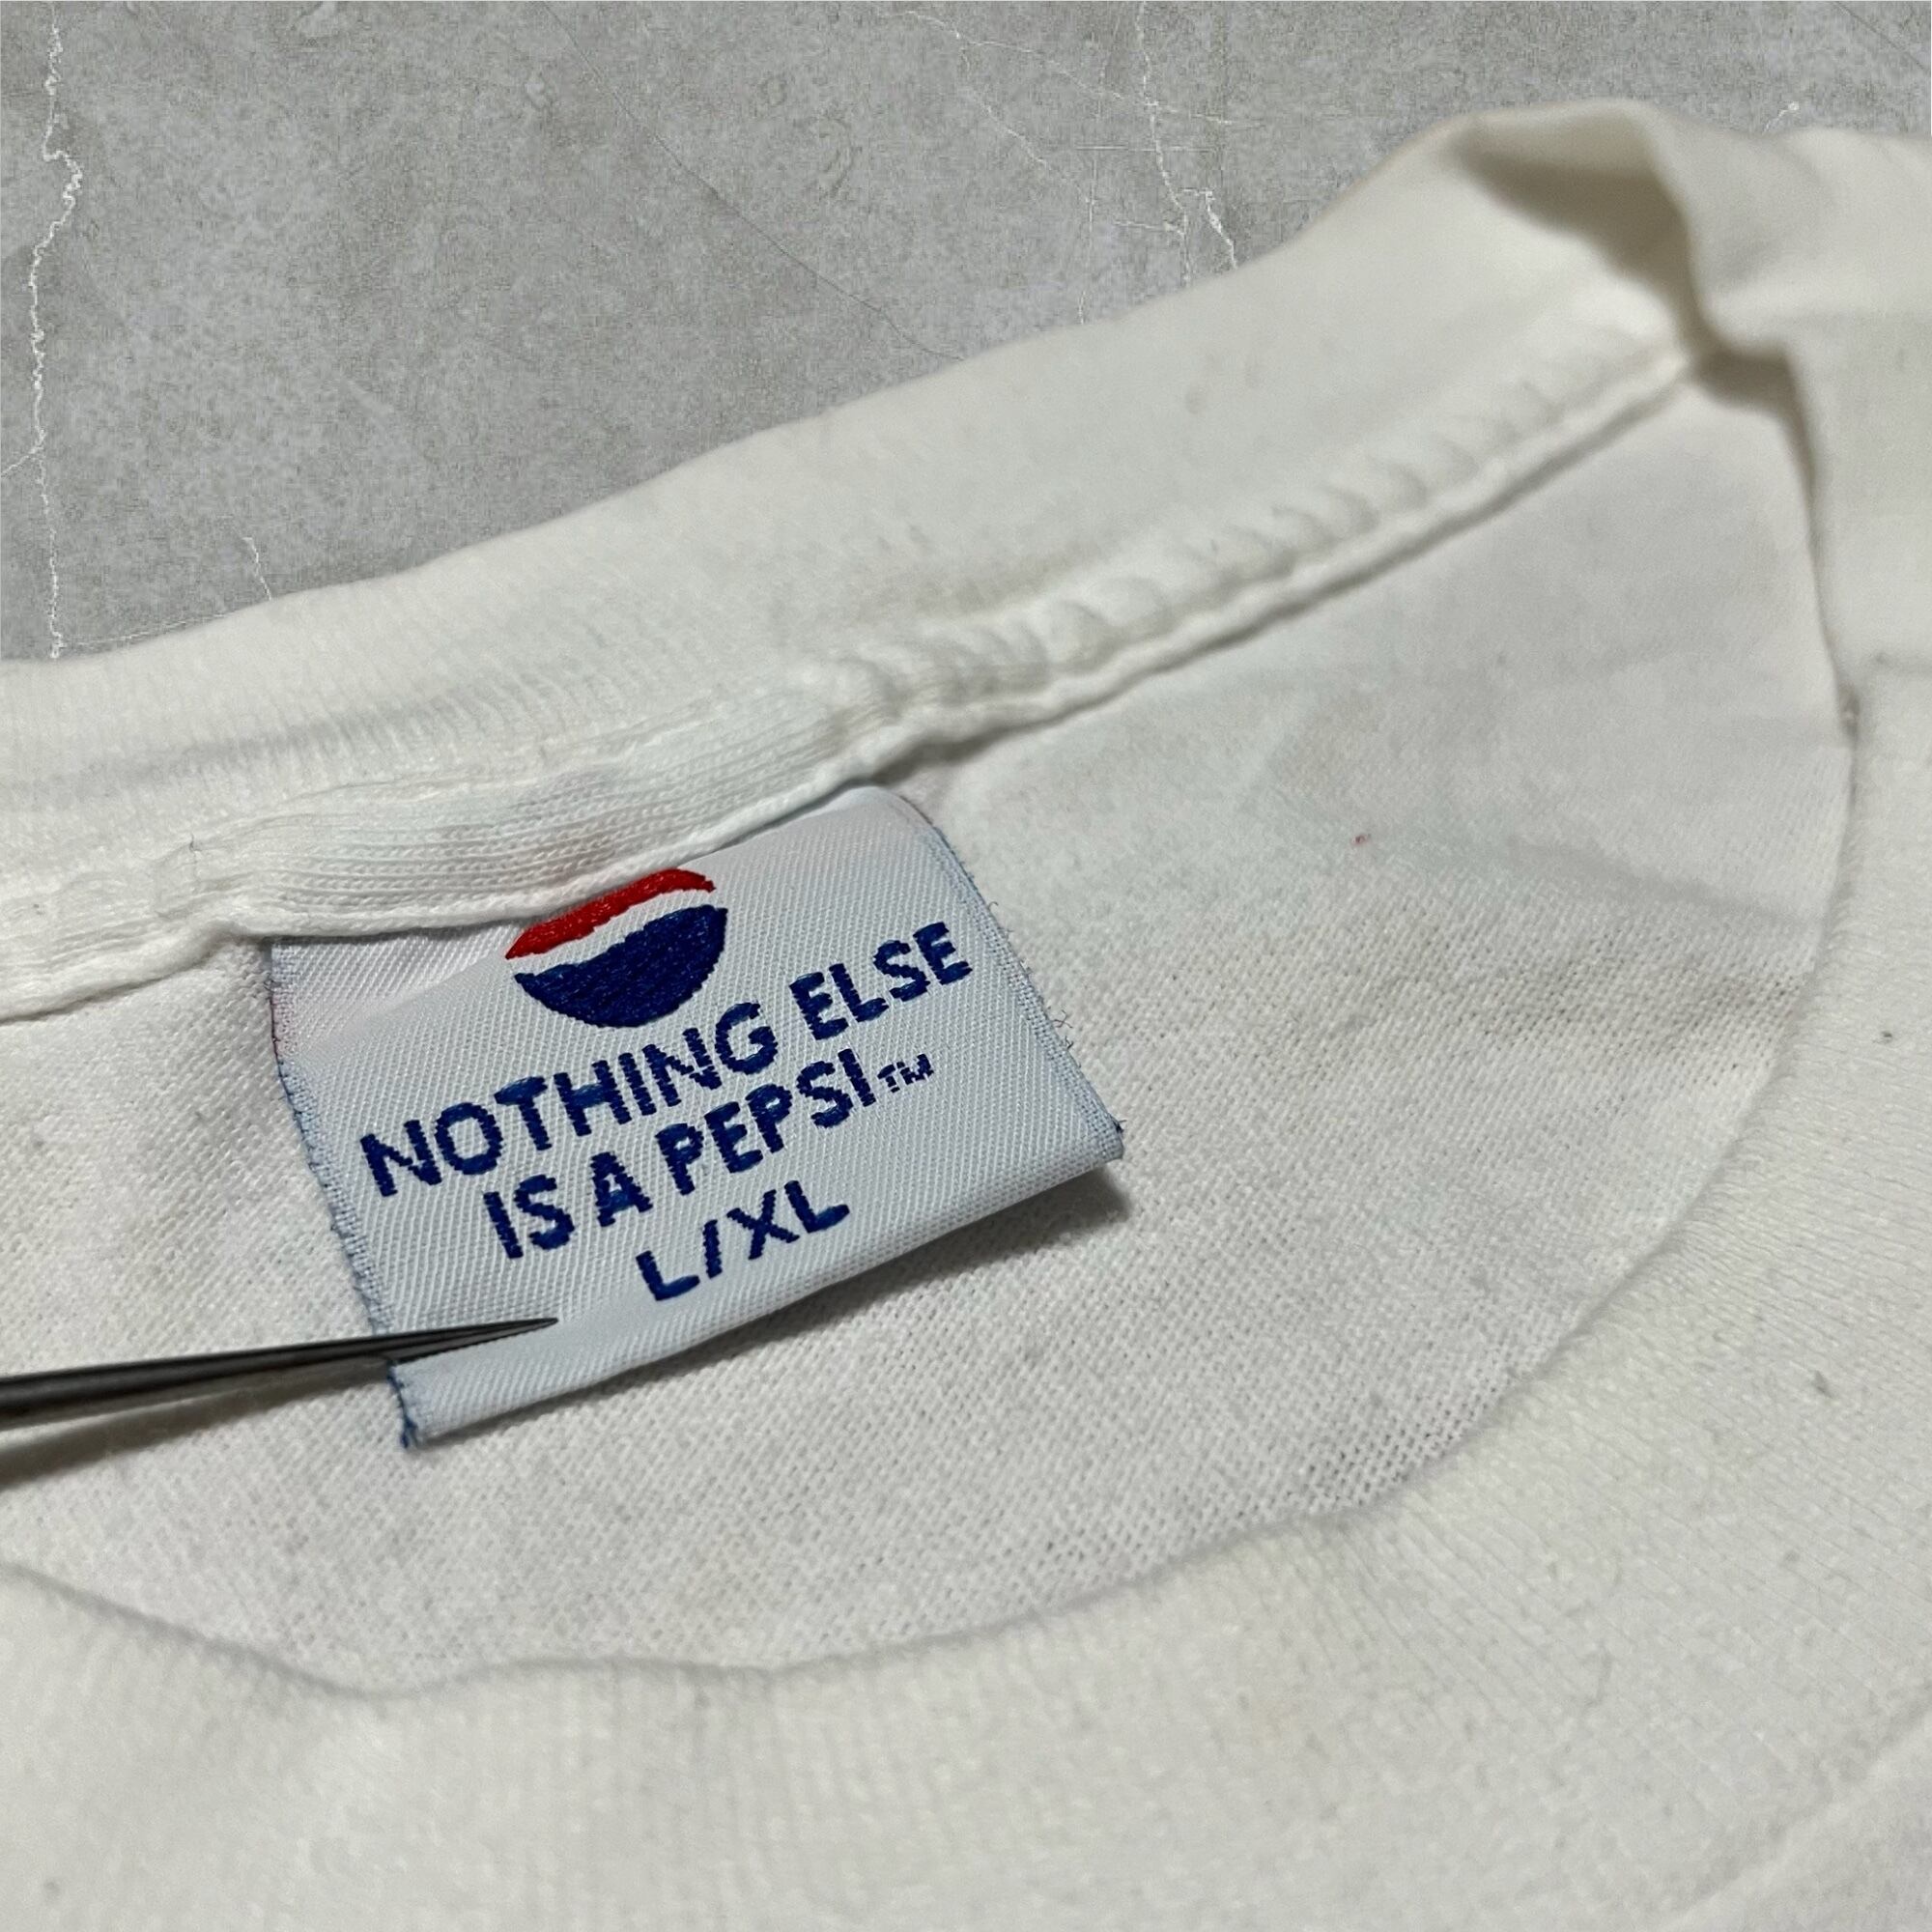 NOTHING ELSE
IS A PEPSI™
L/XL